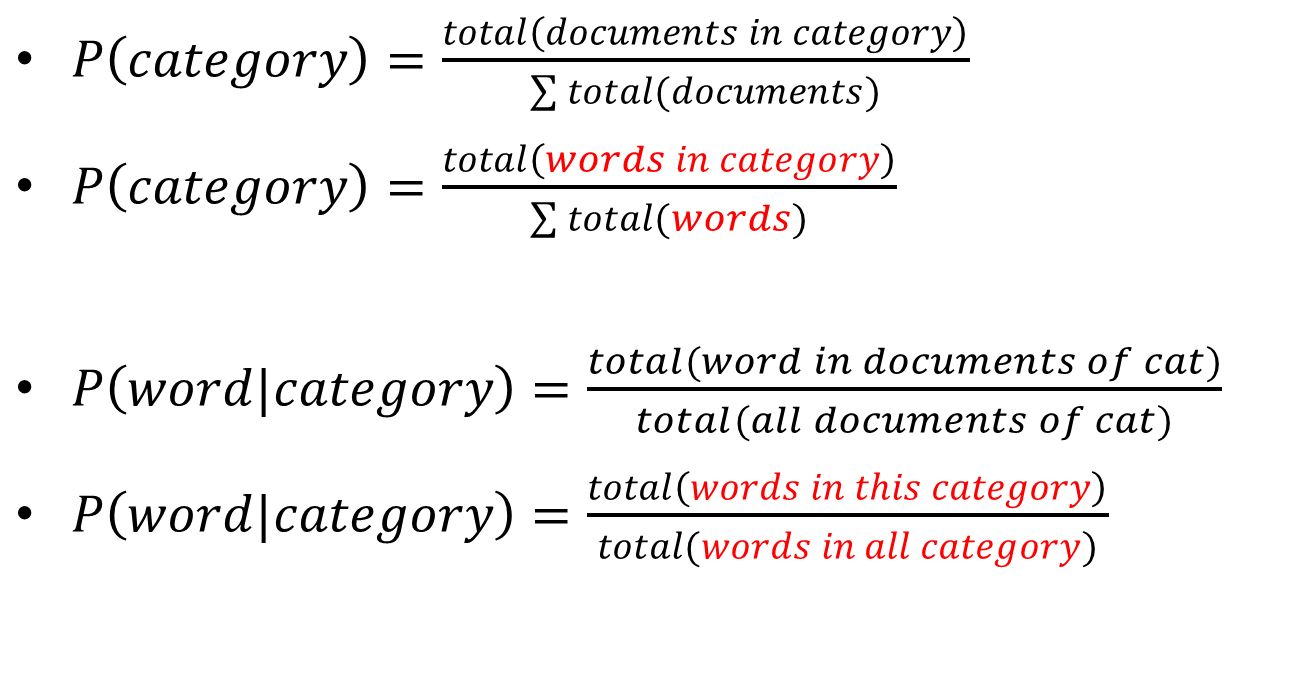 • P(category) = total(documents in category) / ∑ total(documents)
• P(category) = total(words in category) / ∑ total(words)
• P(word|category) = total(word in documents of cat) / total(all documents of cat)
• P(word|category) = total(words in this category) / total(words in all category)